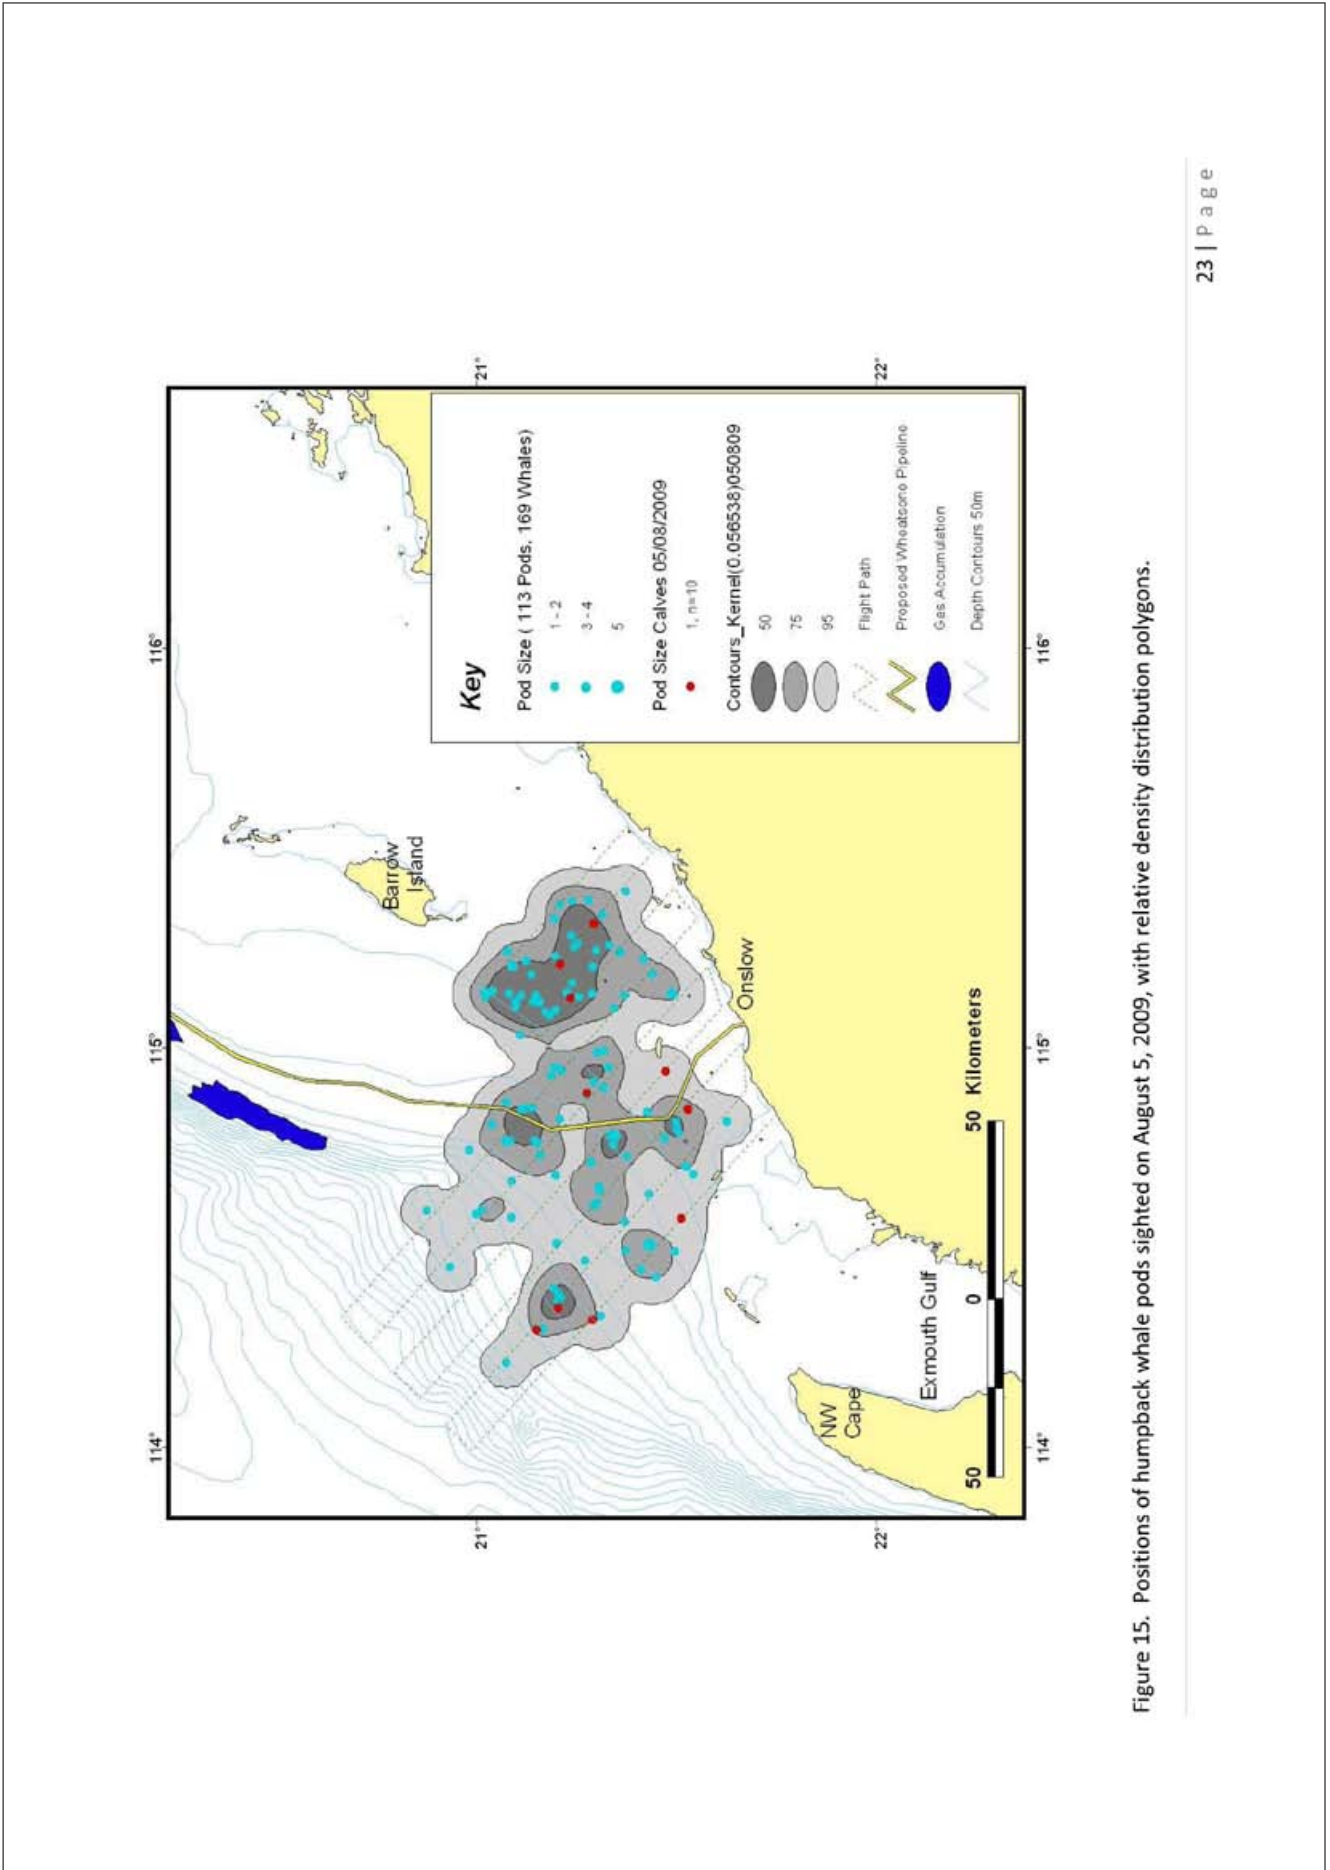 114°
115°
116°
21°
21°
22°
22°
114°
115°
116°
Barrow
Island
Onslow
NW
Cape
Exmouth Gulf
50
0
50 Kilometers
Key
Pod Size ( 113 Pods, 169 Whales)
1 - 2
3 - 4
5
Pod Size Calves 05/08/2009
1, n=10
Contours_Kernel(0.056538)050809
50
75
95
Flight Path
Proposed Wheatsone Pipeline
Gas Accumulation
Depth Contours 50m
Figure 15. Positions of humpback whale pods sighted on August 5, 2009, with relative density distribution polygons.
23 | P a g e